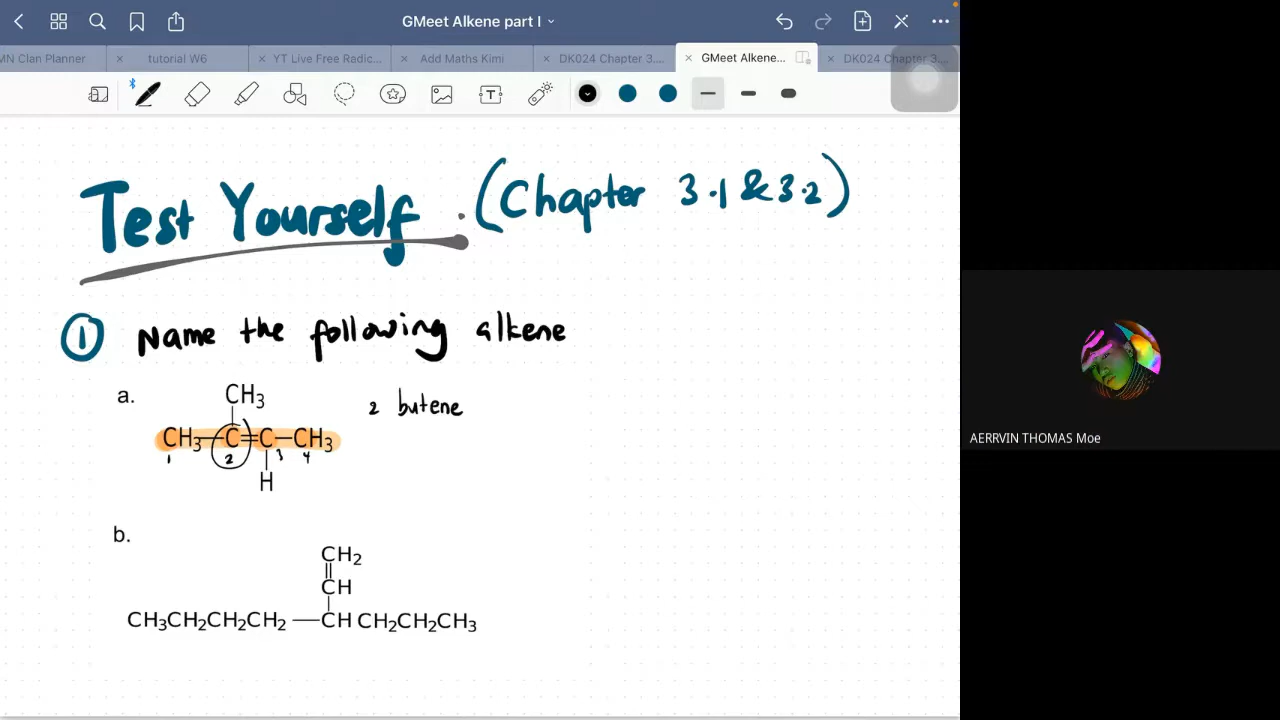 GMeet Alkene part I
MN Clan Planner
tutorial W6
YT Live Free Radic...
Add Maths Kimi
DK024 Chapter 3....
GMeet Alkene...
DK024 Chapter 3...
T
Test Yourself (Chapter 3.1 & 3.2)
1 Name the following alkene
a.
CH3
2 butene
CH3—C=C—CH3
1 2 3 4
H
b.
CH2
CH
CH3CH2CH2CH2 —CH CH2CH2CH3
AERRVIN THOMAS Moe